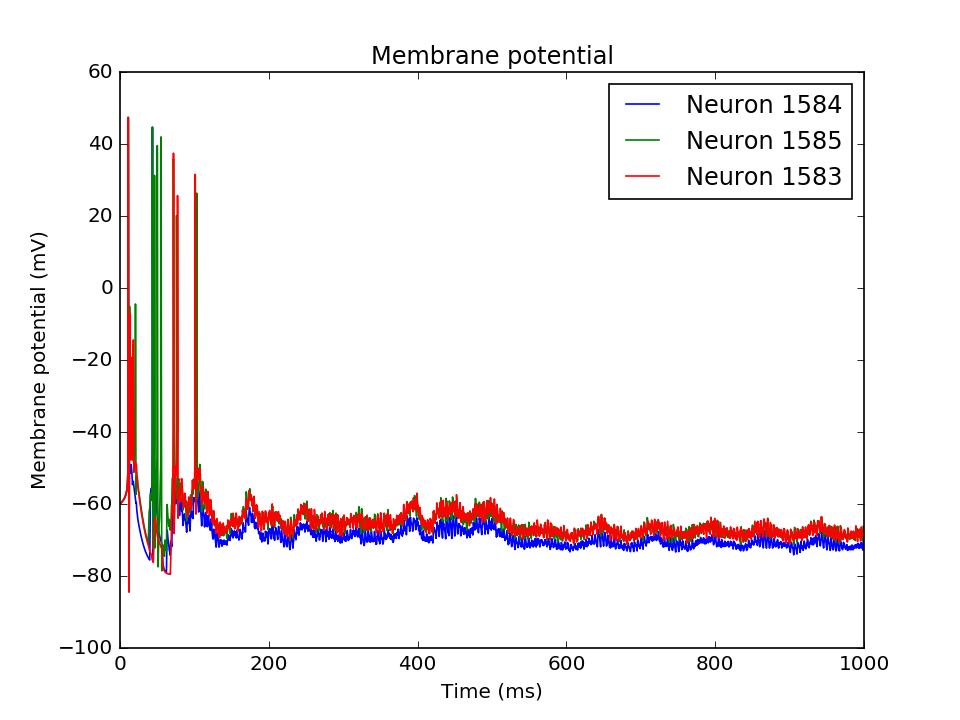 Membrane potential
Neuron 1584
Neuron 1585
Neuron 1583
Membrane potential (mV)
60
40
20
0
−20
−40
−60
−80
−100
0 200 400 600 800 1000
Time (ms)